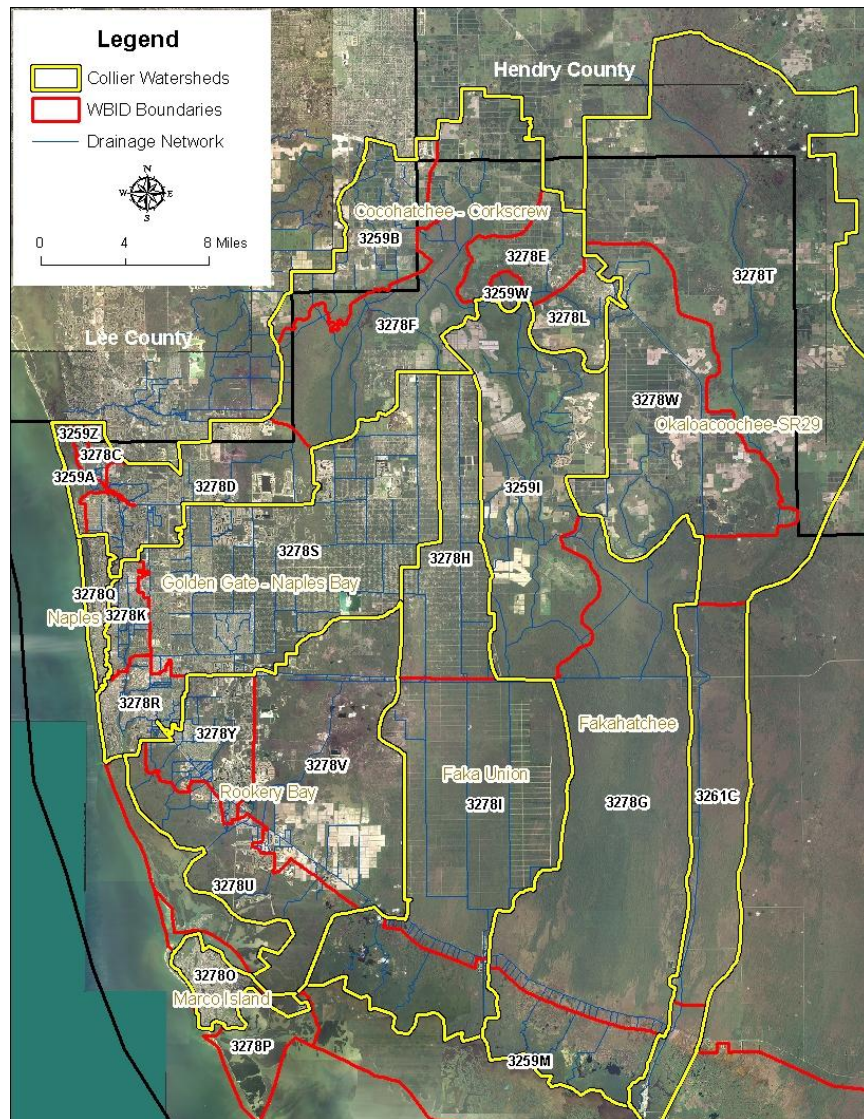 Legend
Collier Watersheds
WBID Boundaries
Drainage Network
N
W E
S
0 4 8 Miles
Hendry County
Cocohatchee - Corkscrew
3259B
3278E
3278T
3259W
3278F
3278L
Lee County
3278W
Okaloacoochee-SR29
3259Z
3278C
3259A
3278D
3259I
3278S
3278H
Golden Gate - Naples Bay
3278Q
Naples
3278K
3278R
3278Y
3278V
Fakahatchee
Faka Union
Rookery Bay
3278I
3278G
3261C
3278U
3278O
Marco Island
3278P
3259M